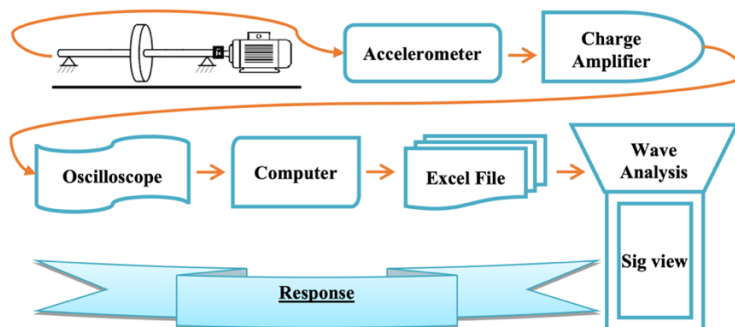 Accelerometer
Charge
Amplifier
Oscilloscope
Computer
Excel File
Wave
Analysis
Sig view
Response